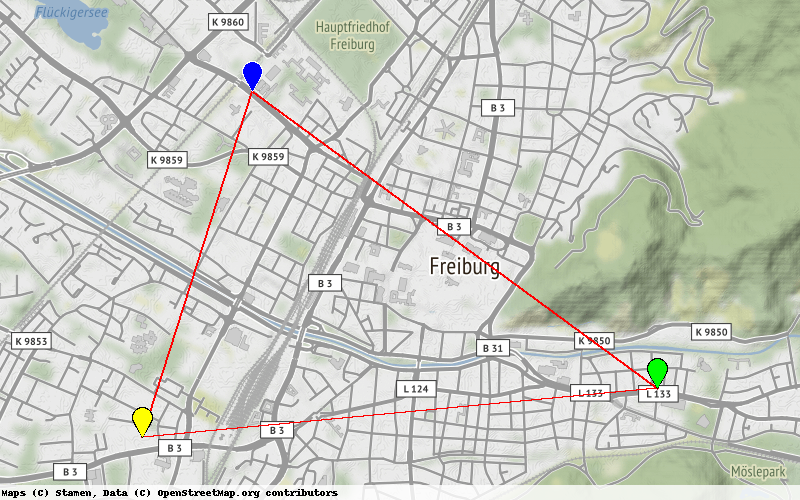 Flückigersee
K 9860
Hauptfriedhof
Freiburg
B 3
K 9859
K 9859
B 3
Freiburg
B 3
K 9850
K 9853
K 9850
B 31
L 124
L 133
L 133
B 3
B 3
B 3
Möslepark
Maps (C) Stamen, Data (C) OpenStreetMap.org contributors